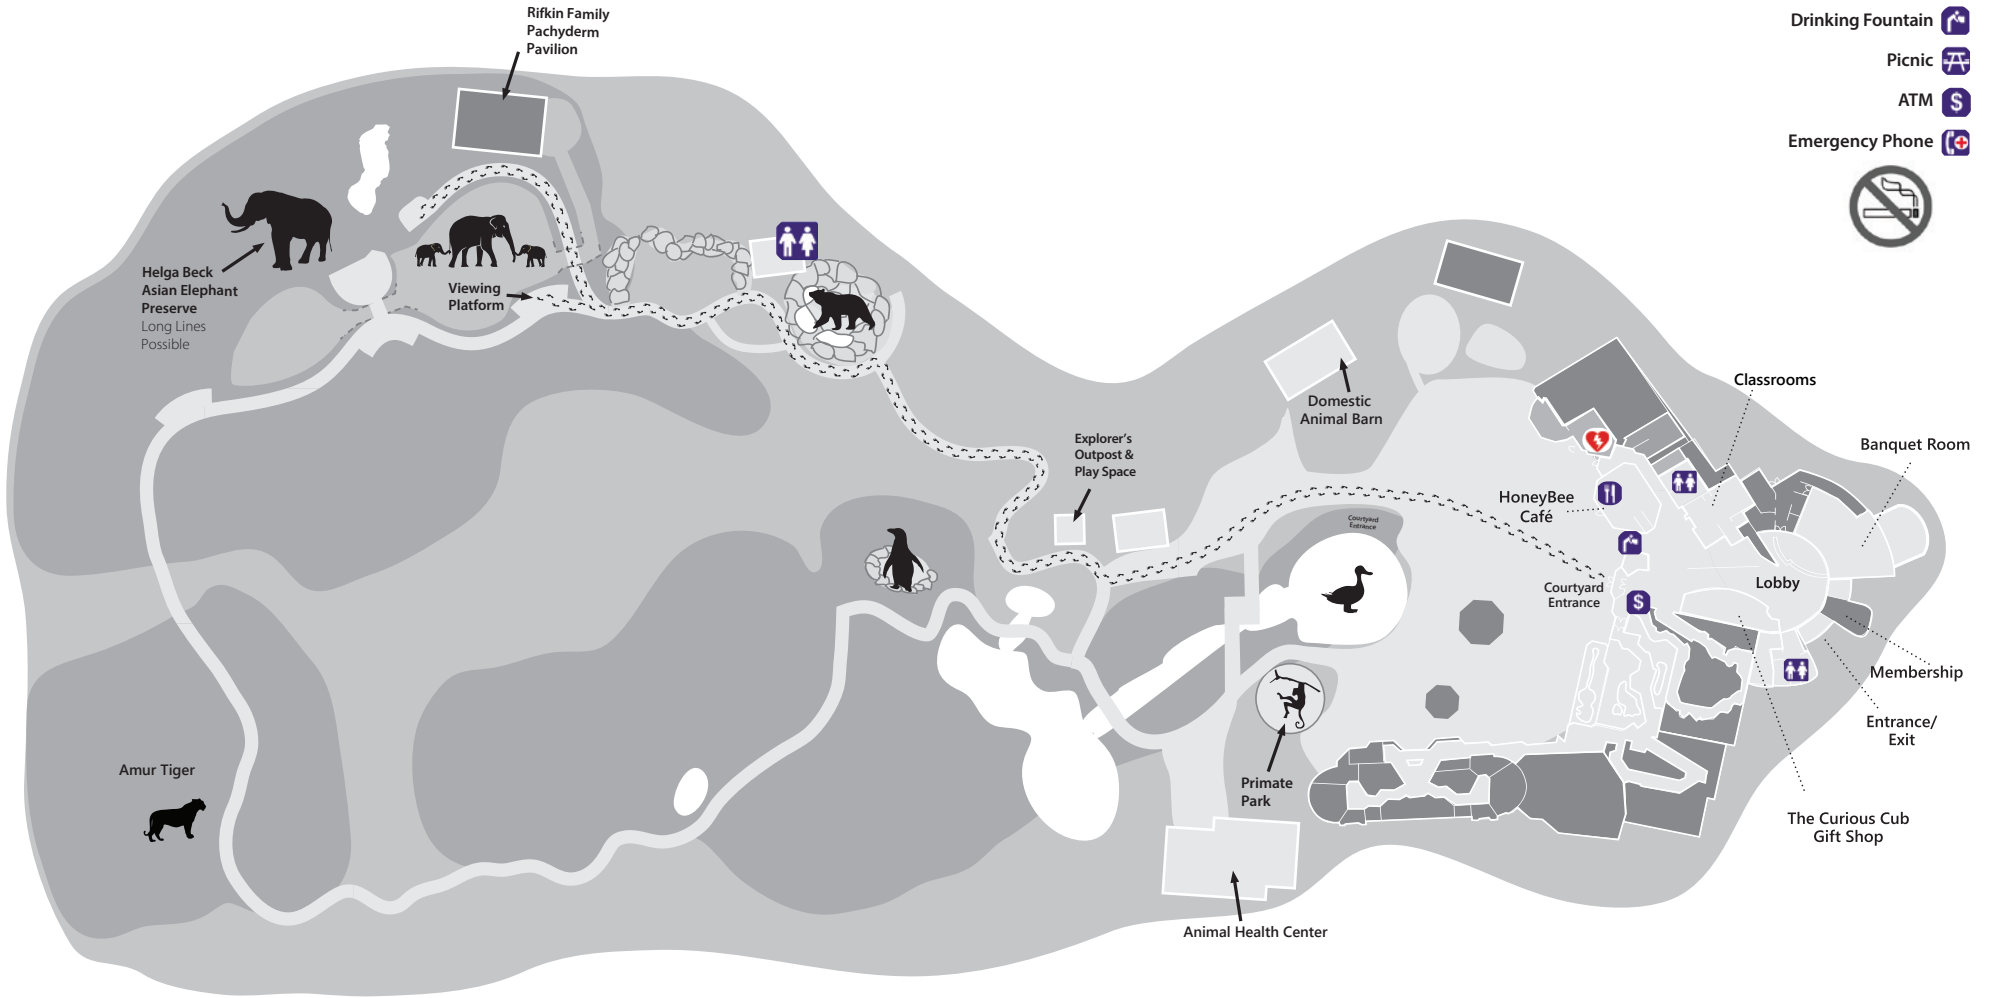 Rifkin Family
Pachyderm
Pavilion
Drinking Fountain
Picnic
ATM
$
Emergency Phone
Helga Beck
Asian Elephant
Preserve
Long Lines
Possible
Viewing
Platform
Domestic
Animal Barn
Explorer's
Outpost &
Play Space
Classrooms
Banquet Room
HoneyBee
Café
Courtyard
Entrance
Courtyard
Entrance
$
Lobby
Membership
Entrance/
Exit
The Curious Cub
Gift Shop
Amur Tiger
Primate
Park
Animal Health Center